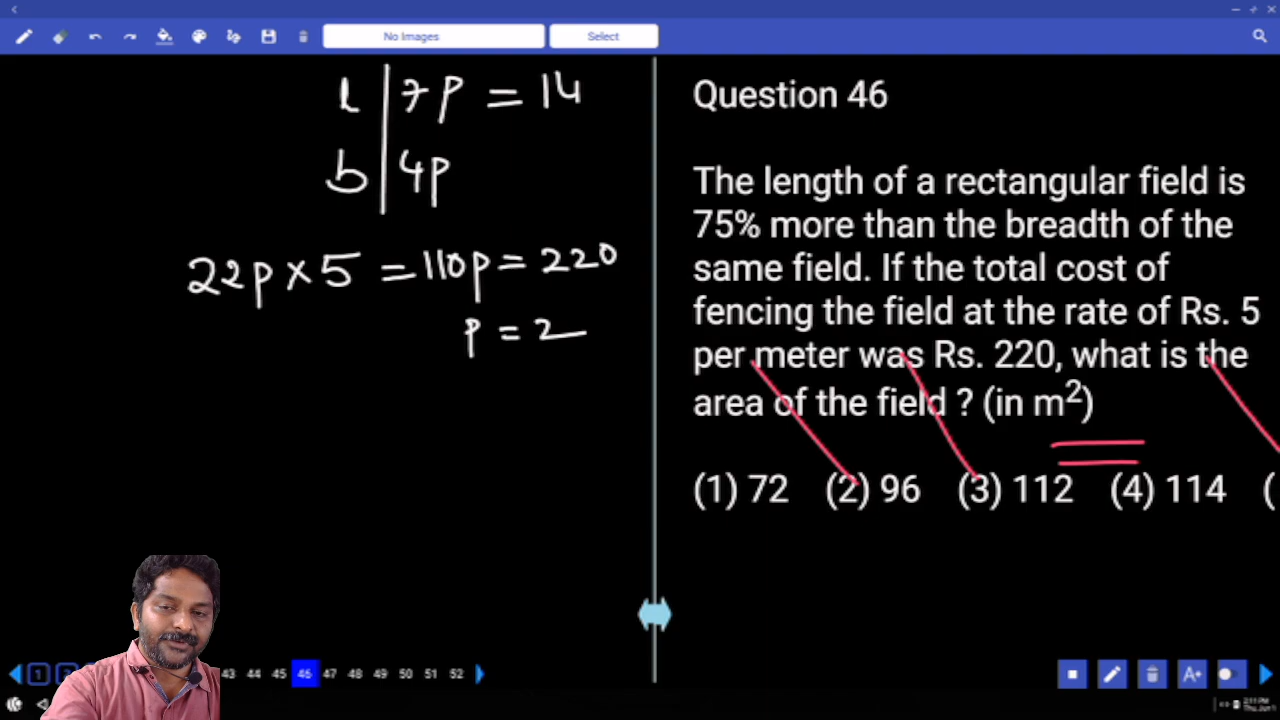 No Images
Select
l 7p = 14
b 4p
22p × 5 = 110p = 220
p = 2
Question 46
The length of a rectangular field is
75% more than the breadth of the
same field. If the total cost of
fencing the field at the rate of Rs. 5
per meter was Rs. 220, what is the
area of the field ? (in m²)
(1) 72 (2) 96 (3) 112 (4) 114 (
1 43 44 45 46 47 48 49 50 51 52
A+